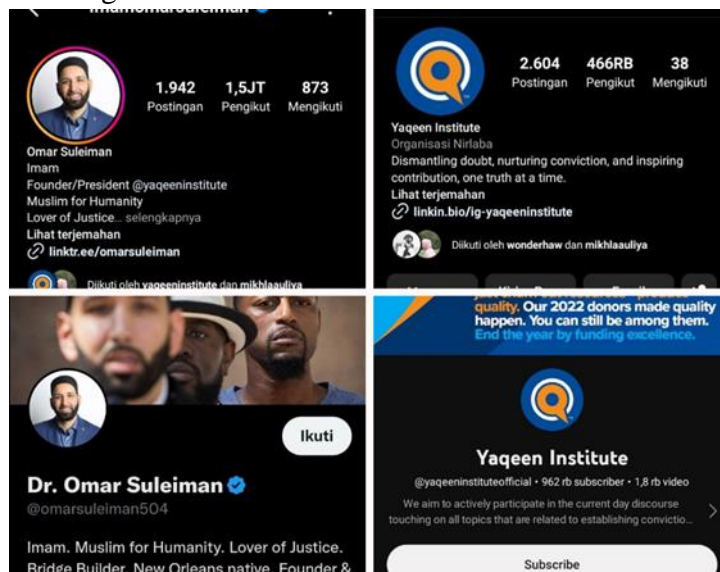 imamomarsuleiman
1.942 1,5JT 873
Postingan Pengikut Mengikuti
Omar Suleiman
Imam
Founder/President @yaqeeninstitute
Muslim for Humanity
Lover of Justice... selengkapnya
Lihat terjemahan
linktr.ee/omarsuleiman
Diikuti oleh yaqeeninstitute dan mikhlaauliya
2.604 466RB 38
Postingan Pengikut Mengikuti
Yaqeen Institute
Organisasi Nirlaba
Dismantling doubt, nurturing conviction, and inspiring
contribution, one truth at a time.
Lihat terjemahan
linkin.bio/ig-yaqeeninstitute
Diikuti oleh wonderhaw dan mikhlaauliya
Ikuti
Dr. Omar Suleiman
@omarsuleiman504
Imam. Muslim for Humanity. Lover of Justice.
Bridge Builder. New Orleans native. Founder &
quality. Our 2022 donors made quality
happen. You can still be among them.
End the year by funding excellence.
Yaqeen Institute
@yaqeeninstituteofficial • 962 rb subscriber • 1,8 rb video
We aim to actively participate in the current day discourse
touching on all topics that are related to establishing convictio...
Subscribe